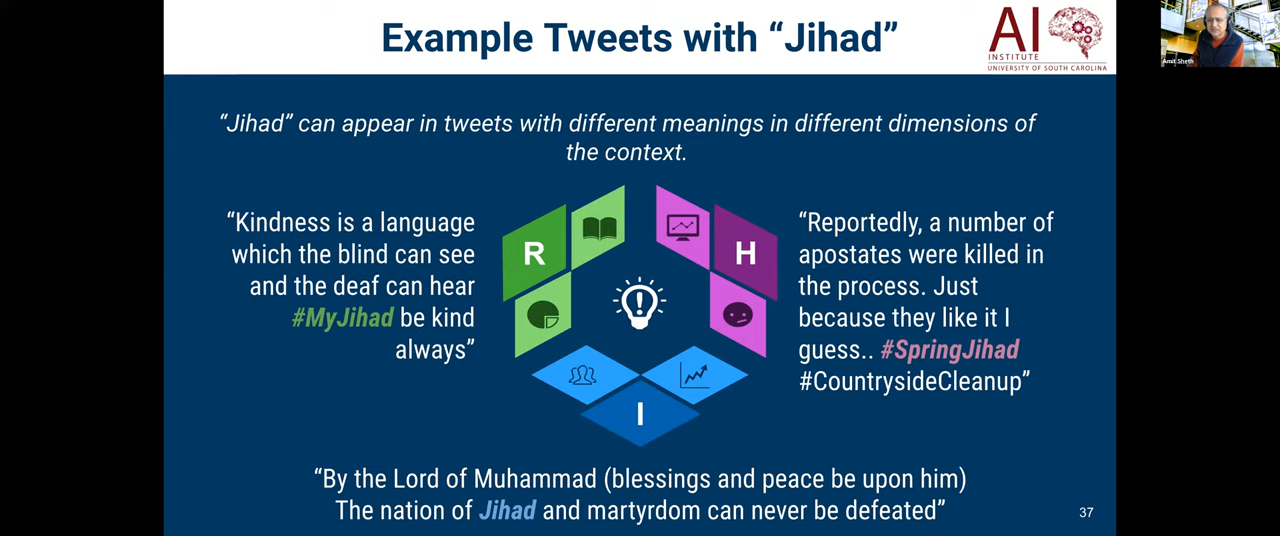 Example Tweets with “Jihad”
AI
INSTITUTE
UNIVERSITY OF SOUTH CAROLINA
Amit Sheth
“Jihad” can appear in tweets with different meanings in different dimensions of
the context.
“Kindness is a language
which the blind can see
and the deaf can hear
#MyJihad be kind
always”
R
H
I
“Reportedly, a number of
apostates were killed in
the process. Just
because they like it I
guess.. #SpringJihad
#CountrysideCleanup”
“By the Lord of Muhammad (blessings and peace be upon him)
The nation of Jihad and martyrdom can never be defeated”
37